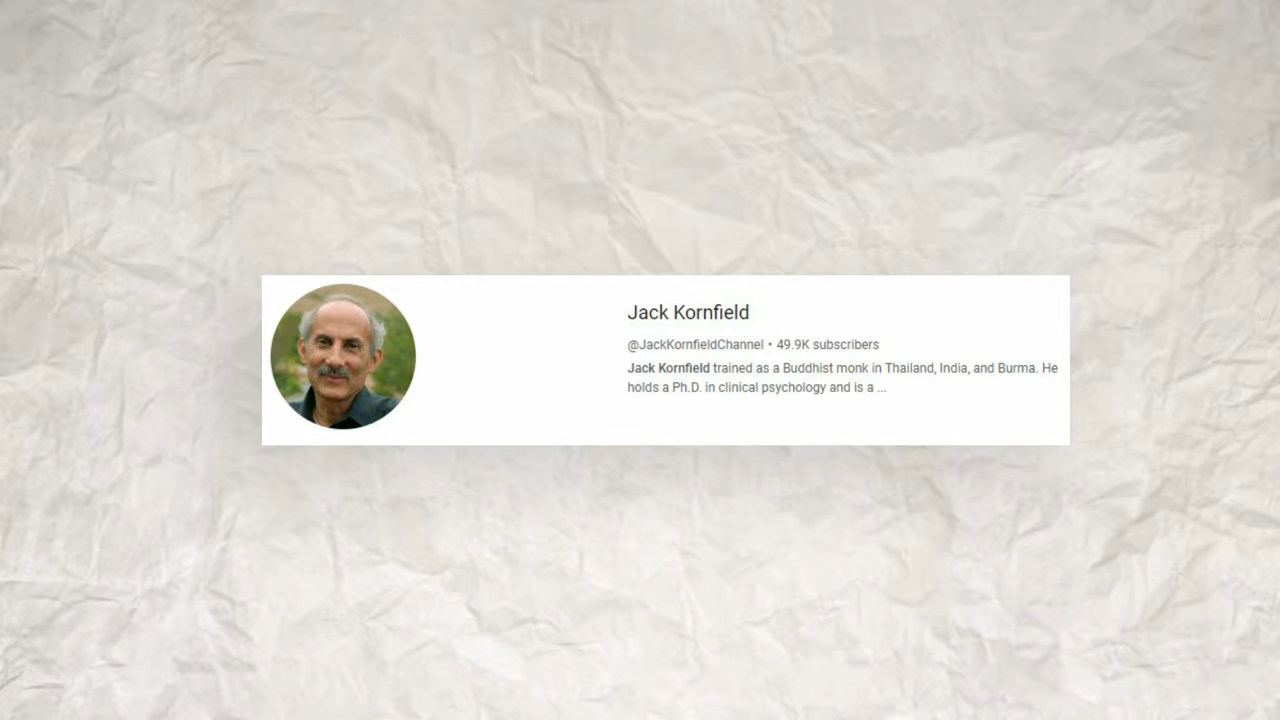 Jack Kornfield
@JackKornfieldChannel • 49.9K subscribers
Jack Kornfield trained as a Buddhist monk in Thailand, India, and Burma. He
holds a Ph.D. in clinical psychology and is a ...